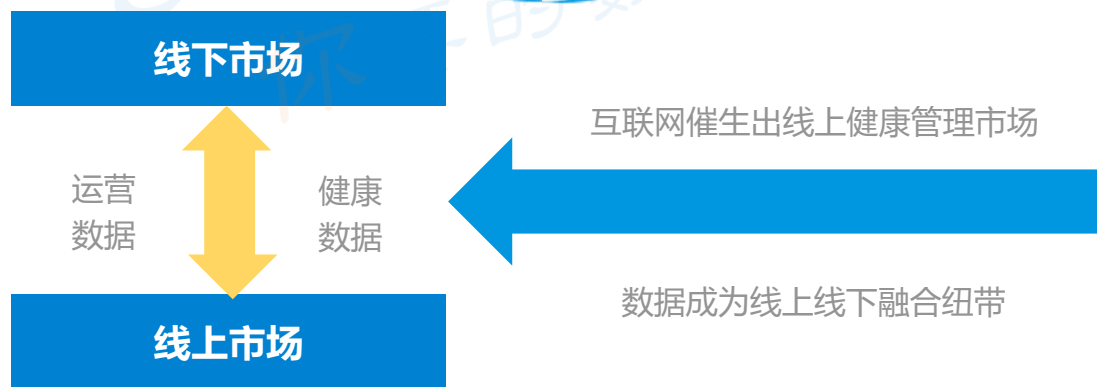 线下市场
运营
数据
健康
数据
线上市场
互联网催生出线上健康管理市场
数据成为线上线下融合纽带